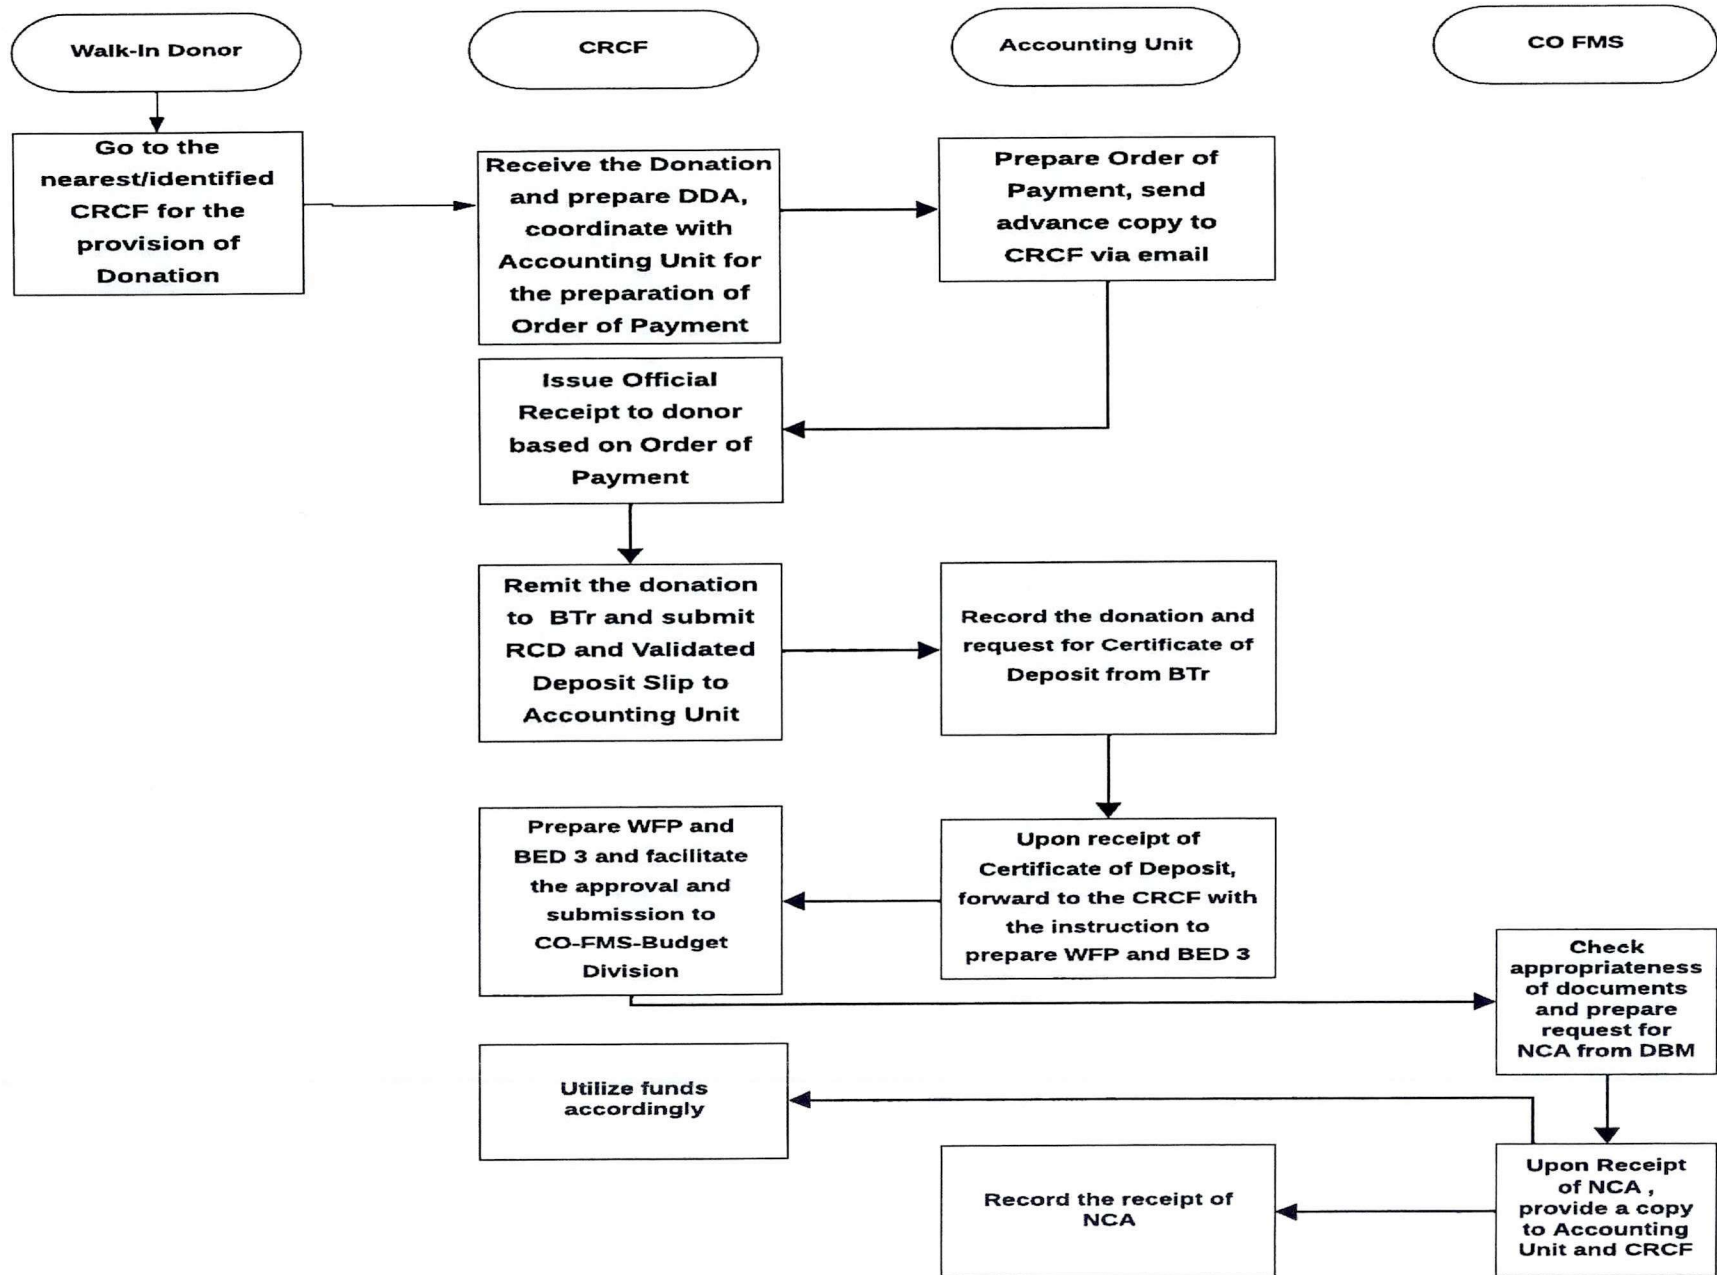 Walk-In Donor
CRCF
Accounting Unit
CO FMS
Go to the
nearest/identified
CRCF for the
provision of
Donation
Receive the Donation
and prepare DDA,
coordinate with
Accounting Unit for
the preparation of
Order of Payment
Prepare Order of
Payment, send
advance copy to
CRCF via email
Issue Official
Receipt to donor
based on Order of
Payment
Remit the donation
to BTr and submit
RCD and Validated
Deposit Slip to
Accounting Unit
Record the donation and
request for Certificate of
Deposit from BTr
Upon receipt of
Certificate of Deposit,
forward to the CRCF with
the instruction to
prepare WFP and BED 3
Prepare WFP and
BED 3 and facilitate
the approval and
submission to
CO-FMS-Budget
Division
Check
appropriateness
of documents
and prepare
request for
NCA from DBM
Upon Receipt
of NCA ,
provide a copy
to Accounting
Unit and CRCF
Utilize funds
accordingly
Record the receipt of
NCA